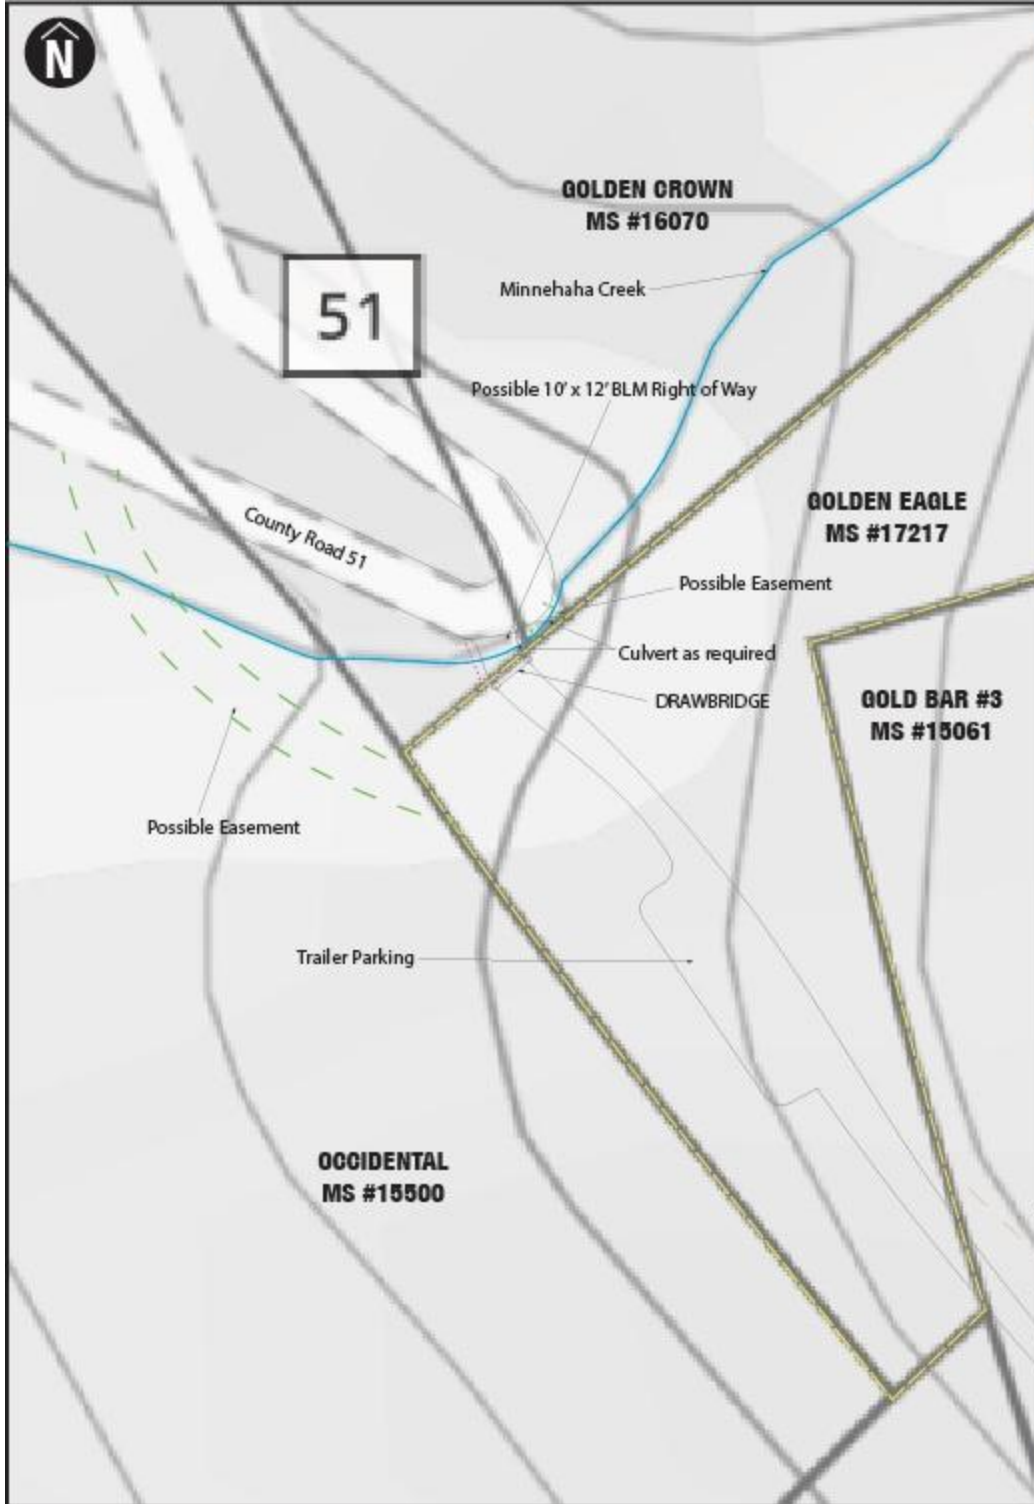 N
GOLDEN CROWN
MS #16070
Minnehaha Creek
51
Possible 10' x 12' BLM Right of Way
GOLDEN EAGLE
MS #17217
County Road 51
Possible Easement
Culvert as required
DRAWBRIDGE
GOLD BAR #3
MS #15061
Possible Easement
Trailer Parking
OCCIDENTAL
MS #15500